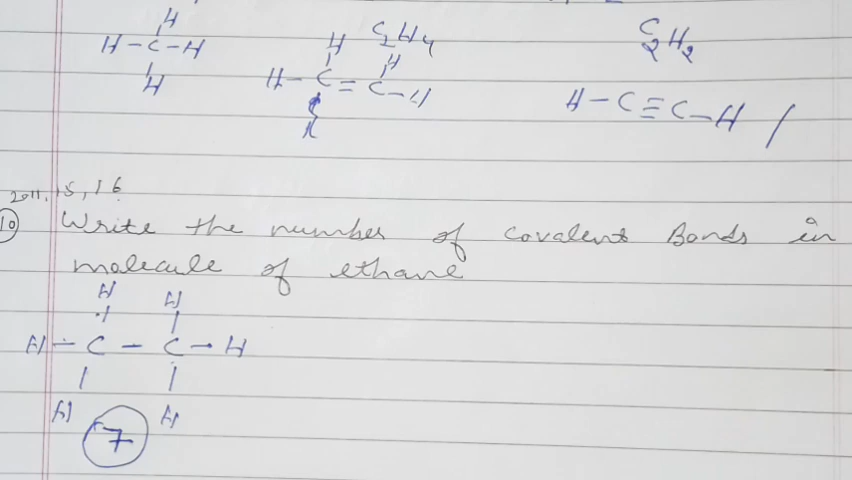 H
H - C - H
H
C2H4
H H
H - C = C - H
C2H2
H - C ≡ C - H /
2011, 15, 16
10 Write the number of covalent Bonds in a
molecule of ethane
H H
H - C - C - H
H H
7